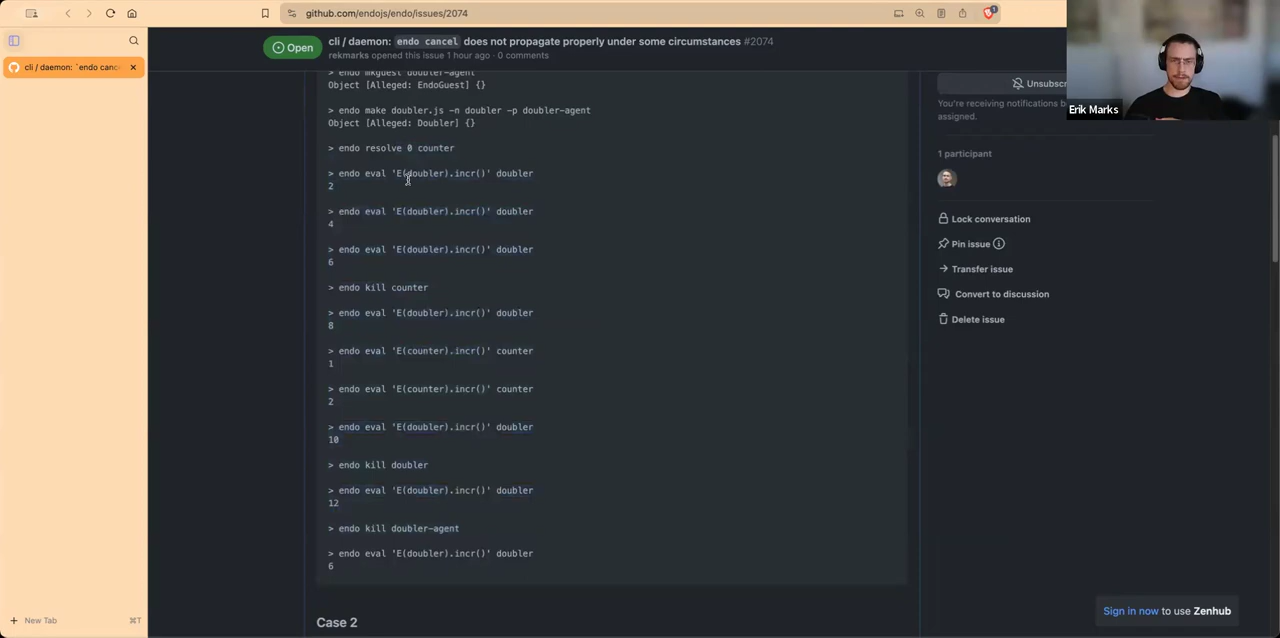 github.com/endojs/endo/issues/2074
1
cli / daemon: `endo canc
New Tab
⌘T
Open
cli / daemon: endo cancel does not propagate properly under some circumstances #2074
rekmarks opened this issue 1 hour ago · 0 comments
> endo mkguest doubler-agent
Object [Alleged: EndoGuest] {}
> endo make doubler.js -n doubler -p doubler-agent
Object [Alleged: Doubler] {}
> endo resolve 0 counter
> endo eval 'E(doubler).incr()' doubler
2
> endo eval 'E(doubler).incr()' doubler
4
> endo eval 'E(doubler).incr()' doubler
6
> endo kill counter
> endo eval 'E(doubler).incr()' doubler
8
> endo eval 'E(counter).incr()' counter
1
> endo eval 'E(counter).incr()' counter
2
> endo eval 'E(doubler).incr()' doubler
10
> endo kill doubler
> endo eval 'E(doubler).incr()' doubler
12
> endo kill doubler-agent
> endo eval 'E(doubler).incr()' doubler
6
Case 2
Unsubsc
You're receiving notifications b
assigned.
1 participant
Lock conversation
Pin issue
Transfer issue
Convert to discussion
Delete issue
Erik Marks
Sign in now to use Zenhub